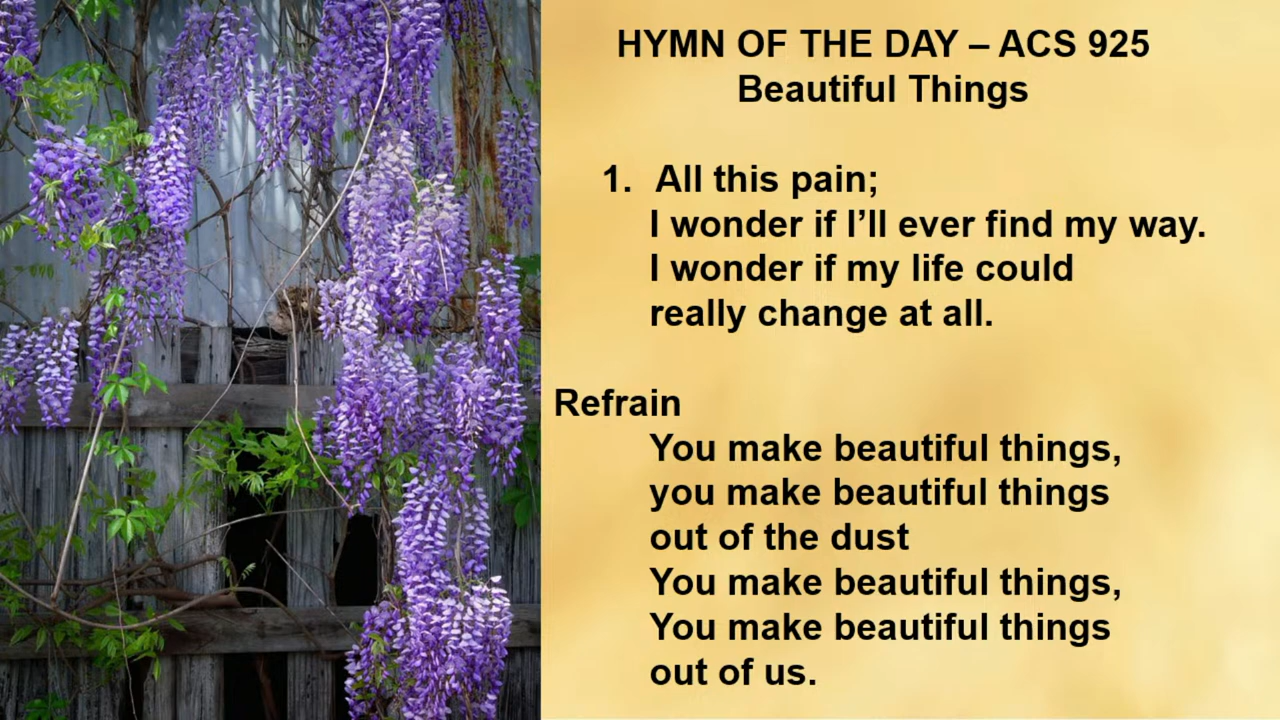 HYMN OF THE DAY – ACS 925
Beautiful Things
1. All this pain;
I wonder if I’ll ever find my way.
I wonder if my life could
really change at all.
Refrain
You make beautiful things,
you make beautiful things
out of the dust
You make beautiful things,
You make beautiful things
out of us.